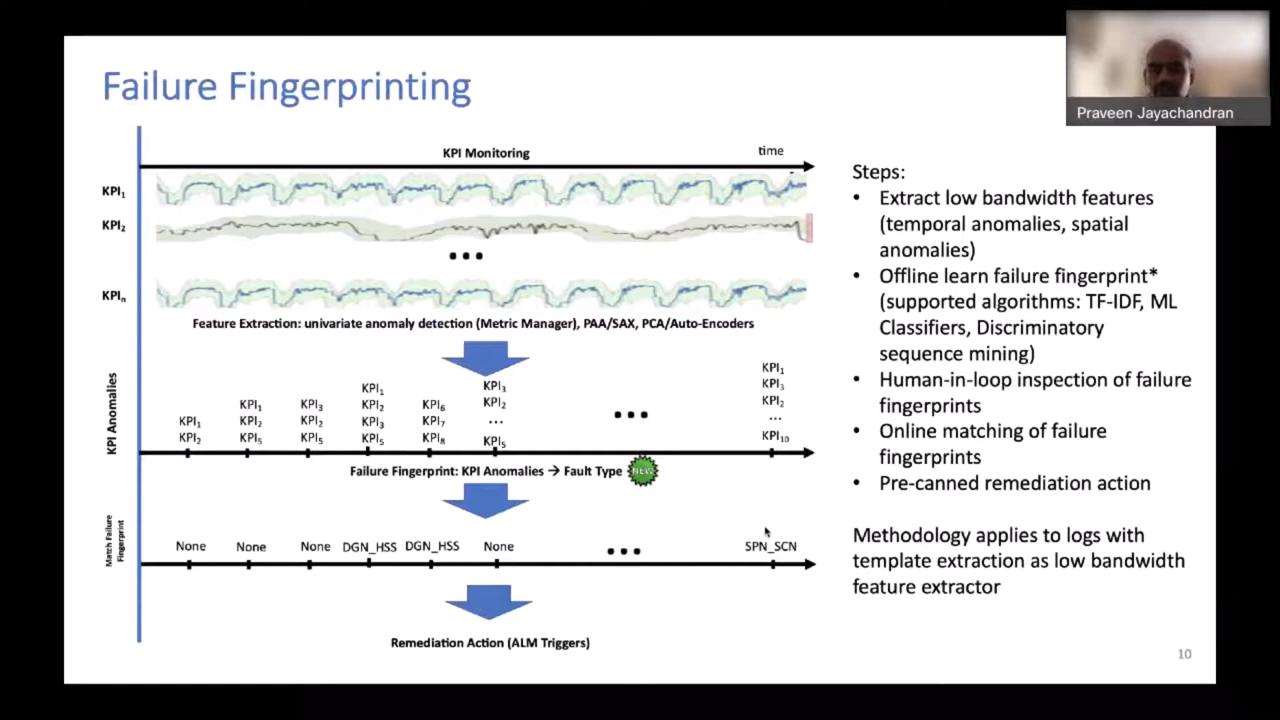 Failure Fingerprinting
Praveen Jayachandran
KPI Monitoring
time
KPI₁
KPI₂
• • •
KPIₙ
Feature Extraction: univariate anomaly detection (Metric Manager), PAA/SAX, PCA/Auto-Encoders
KPI Anomalies
KPI₁
KPI₂
KPI₁
KPI₂
KPI₅
KPI₃
KPI₂
KPI₅
KPI₁
KPI₂
KPI₃
KPI₅
KPI₆
KPI₇
KPI₈
KPI₃
KPI₂
...
KPI₅
• • •
KPI₁
KPI₃
KPI₂
...
KPI₁₀
Failure Fingerprint: KPI Anomalies → Fault Type
NEW
Match Failure
Fingerprint
None None None DGN_HSS DGN_HSS None • • • SPN_SCN
Remediation Action (ALM Triggers)
Steps:
• Extract low bandwidth features
(temporal anomalies, spatial
anomalies)
• Offline learn failure fingerprint*
(supported algorithms: TF-IDF, ML
Classifiers, Discriminatory
sequence mining)
• Human-in-loop inspection of failure
fingerprints
• Online matching of failure
fingerprints
• Pre-canned remediation action
Methodology applies to logs with
template extraction as low bandwidth
feature extractor
10